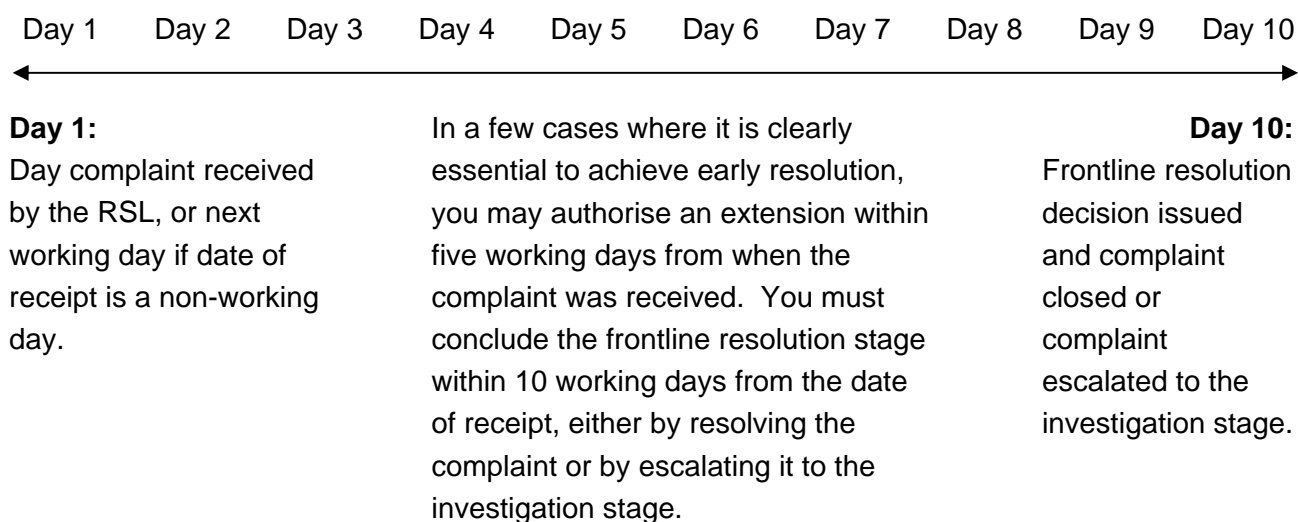 Day 1 Day 2 Day 3 Day 4 Day 5 Day 6 Day 7 Day 8 Day 9 Day 10
Day 1:
Day complaint received
by the RSL, or next
working day if date of
receipt is a non-working
day.
In a few cases where it is clearly
essential to achieve early resolution,
you may authorise an extension within
five working days from when the
complaint was received.  You must
conclude the frontline resolution stage
within 10 working days from the date
of receipt, either by resolving the
complaint or by escalating it to the
investigation stage.
Day 10:
Frontline resolution
decision issued
and complaint
closed or
complaint
escalated to the
investigation stage.